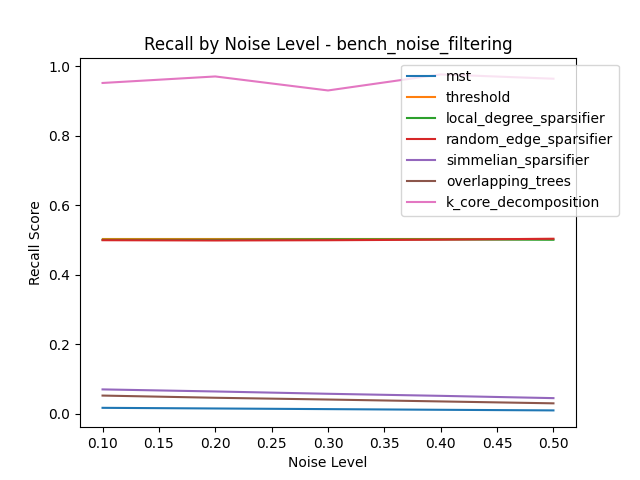 Recall by Noise Level - bench_noise_filtering
1.0
0.8
0.6
0.4
0.2
0.0
Recall Score
mst
threshold
local_degree_sparsifier
random_edge_sparsifier
simmelian_sparsifier
overlapping_trees
k_core_decomposition
0.10 0.15 0.20 0.25 0.30 0.35 0.40 0.45 0.50
Noise Level